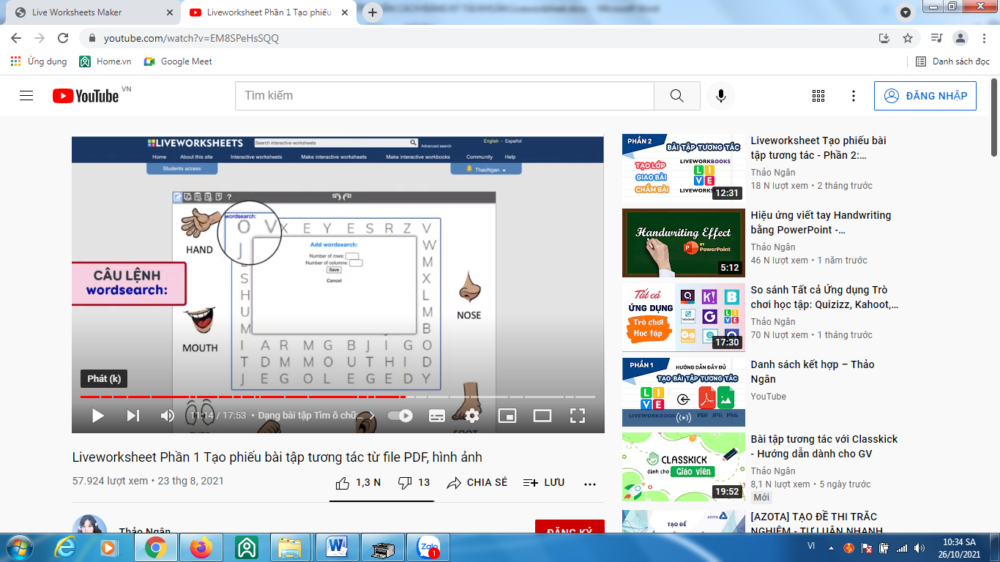 Live Worksheets Maker
Liveworksheet Phần 1 Tạo phiếu
youtube.com/watch?v=EM8SPeHsSQQ
Ứng dụng
Home.vn
Google Meet
Danh sách đọc
YouTube VN
Tìm kiếm
ĐĂNG NHẬP
LIVEWORKSHEETS
Search interactive worksheets
Advanced search
English - Español
Home
About this site
Interactive worksheets
Make interactive worksheets
Make interactive workbooks
Community
Help
Students access
ThaoNgan
wordsearch:
O V X E Y E S R Z V
J W
M
S X
H L
U M
M B
I A R M G B J I G O
T D M M O U T H I D
J E G O L E G E D Y
Add wordsearch:
Number of rows:
Number of columns:
Save
Cancel
HAND
MOUTH
NOSE
CÂU LỆNH
wordsearch:
Phát (k)
11:14 / 17:53 • Dạng bài tập Tìm ô chữ...
Liveworksheet Phần 1 Tạo phiếu bài tập tương tác từ file PDF, hình ảnh
57.924 lượt xem • 23 thg 8, 2021
1,3 N
13
CHIA SẺ
LƯU
Thảo Ngân
ĐĂNG KÝ
PHẦN 2
BÀI TẬP TƯƠNG TÁC
TẠO LỚP
GIAO BÀI
CHẤM BÀI
LIVEWORKBOOKS
LIVE
12:31
Liveworksheet Tạo phiếu bài
tập tương tác - Phần 2:...
Thảo Ngân
18 N lượt xem • 2 tháng trước
Handwriting Effect
BY
PowerPoint
5:12
Hiệu ứng viết tay Handwriting
bằng PowerPoint -...
Thảo Ngân
46 N lượt xem • 1 năm trước
Tất cả
ỨNG DỤNG
Trò chơi
Học tập
17:30
So sánh Tất cả Ứng dụng Trò
chơi học tập: Quizizz, Kahoot,...
Thảo Ngân
70 N lượt xem • 1 tháng trước
PHẦN 1
HƯỚNG DẪN ĐẦY ĐỦ
TẠO BÀI TẬP TƯƠNG TÁC
LIVE
PDF JPG PNG
Danh sách kết hợp – Thảo
Ngân
YouTube
CLASSKICK
dành cho Giáo viên
19:52
Bài tập tương tác với Classkick
- Hướng dẫn dành cho GV
Thảo Ngân
8,1 N lượt xem • 5 ngày trước
Mới
AZOTA
TẠO ĐỀ
[AZOTA] TẠO ĐỀ THI TRẮC
NGHIỆM - TỰ LUẬN NHANH
Zalo
1
VI
10:34 SA
26/10/2021